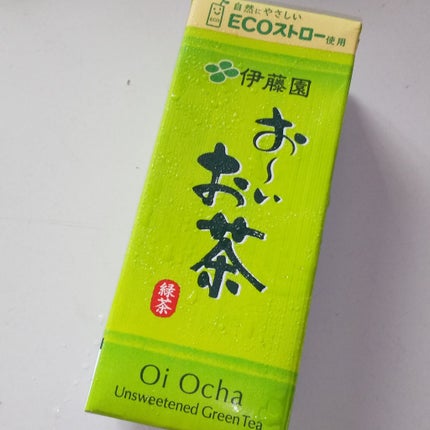 自然にやさしい
ECOストロー使用
ECO
伊藤園
お～い
お茶
緑茶
Oi Ocha
Unsweetened Green Tea